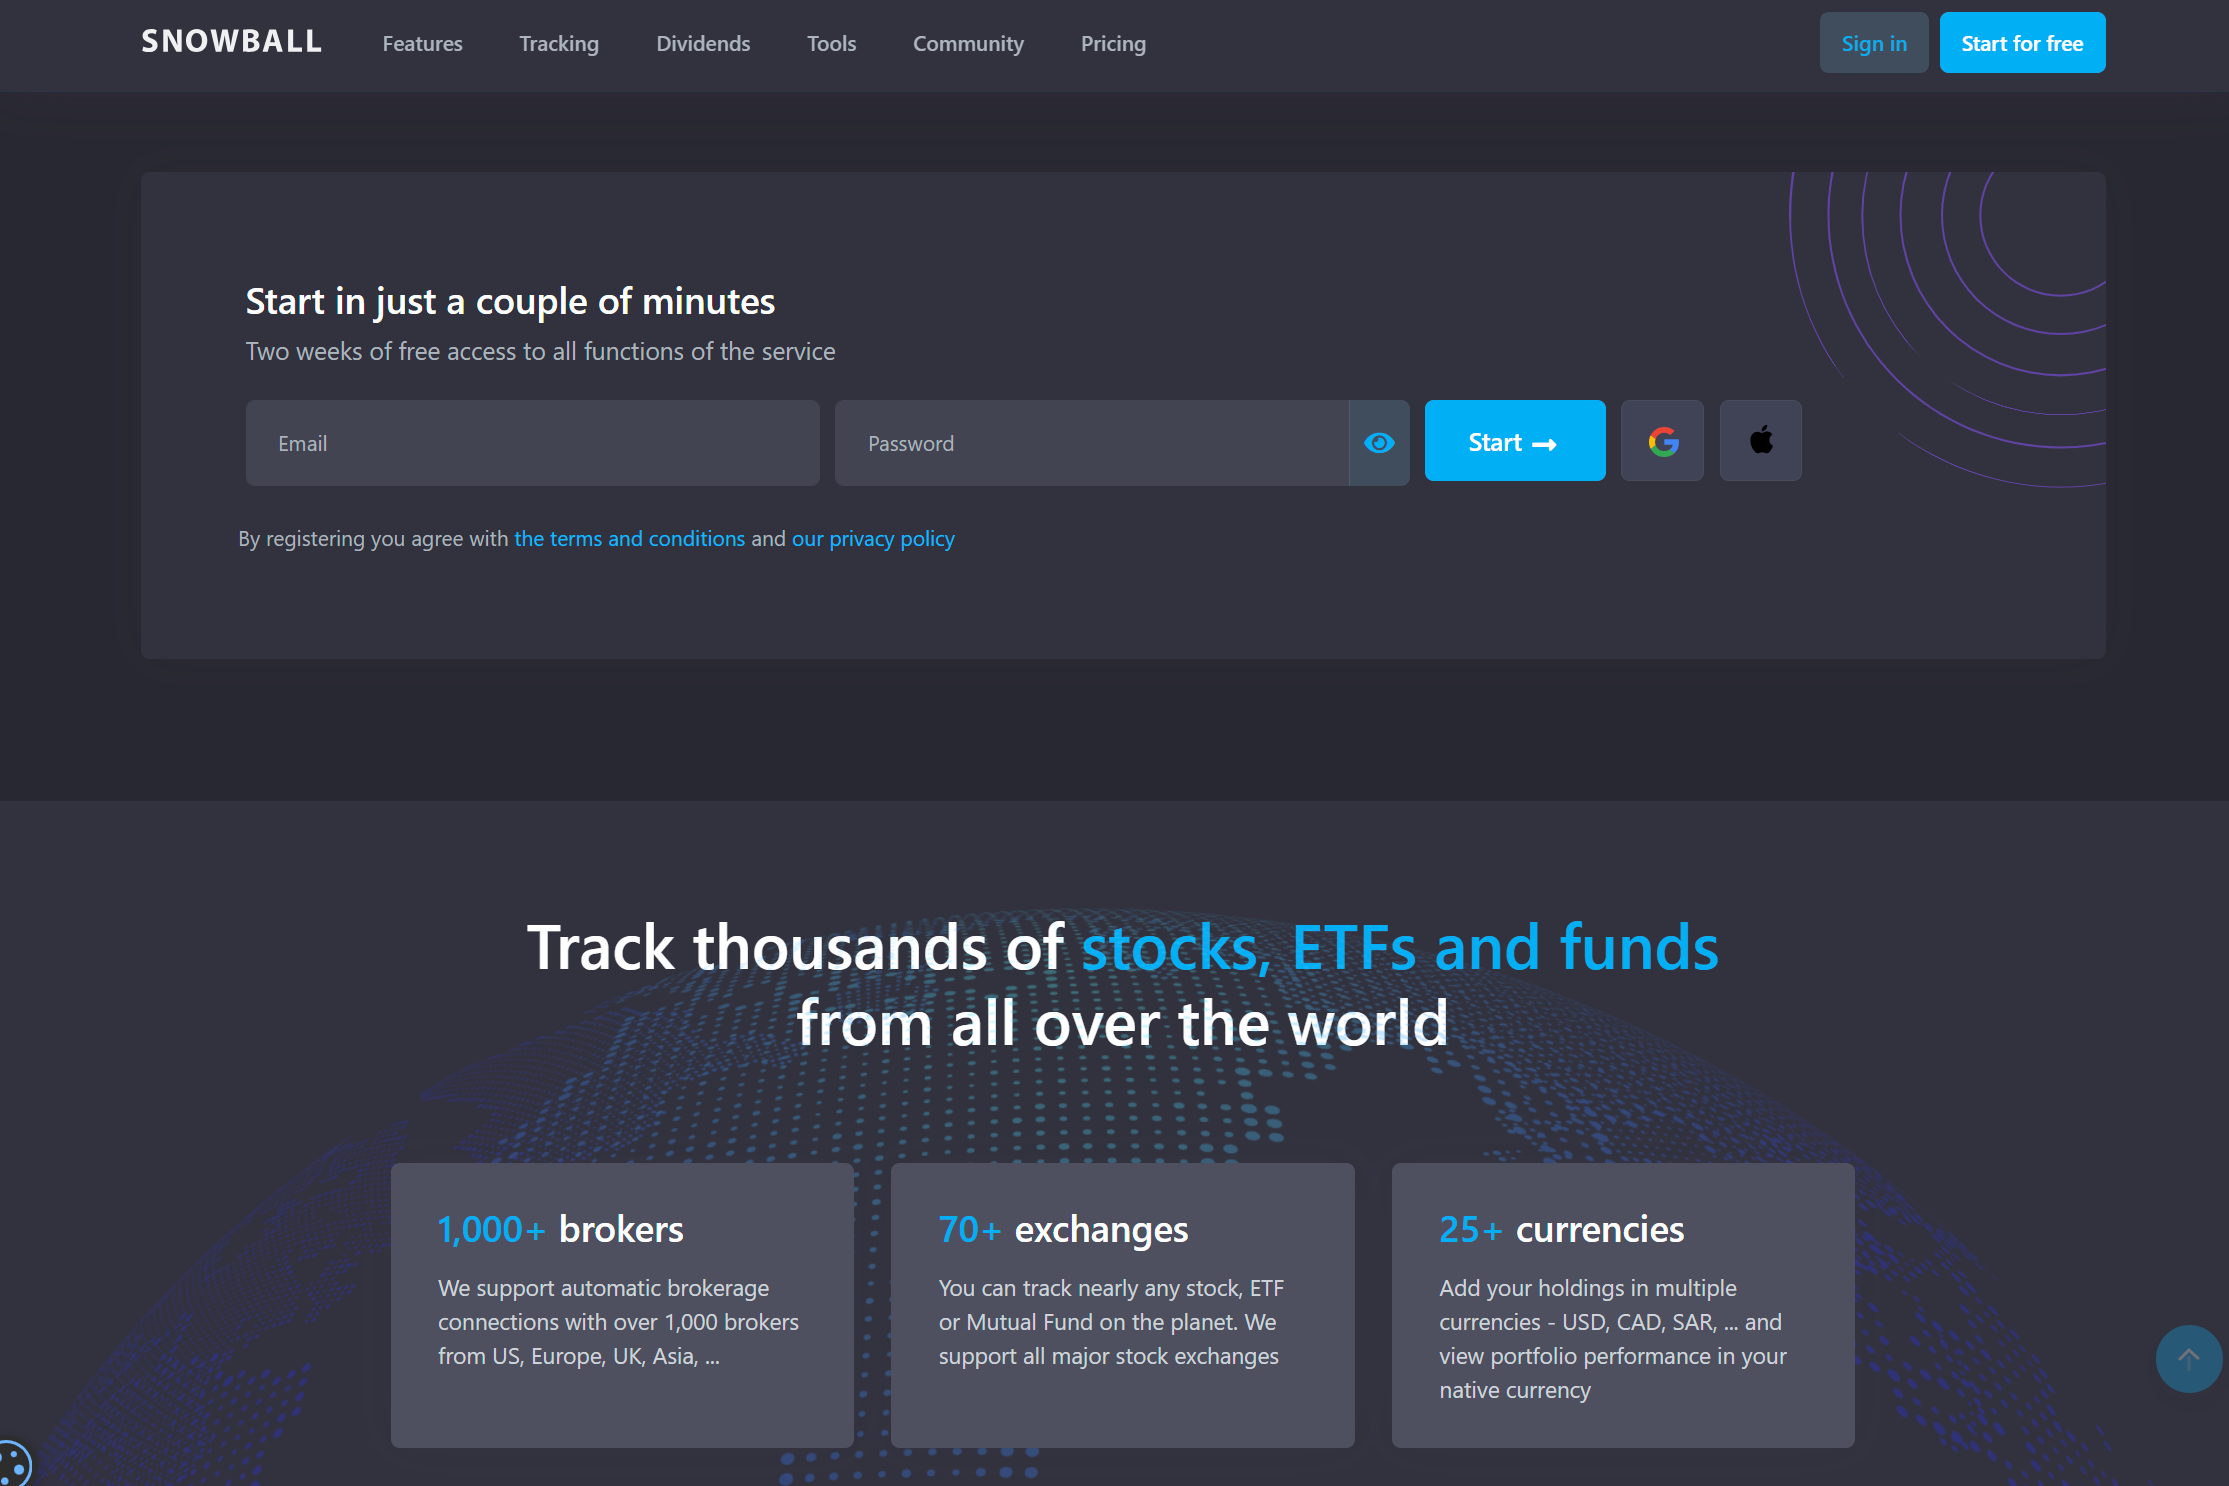 SNOWBALL Features Tracking Dividends Tools Community Pricing Sign in Start for free
Start in just a couple of minutes
Two weeks of free access to all functions of the service
Email Password Start
By registering you agree with the terms and conditions and our privacy policy
Track thousands of stocks, ETFs and funds
from all over the world
1,000+ brokers
We support automatic brokerage
connections with over 1,000 brokers
from US, Europe, UK, Asia, ...
70+ exchanges
You can track nearly any stock, ETF
or Mutual Fund on the planet. We
support all major stock exchanges
25+ currencies
Add your holdings in multiple
currencies - USD, CAD, SAR, ... and
view portfolio performance in your
native currency